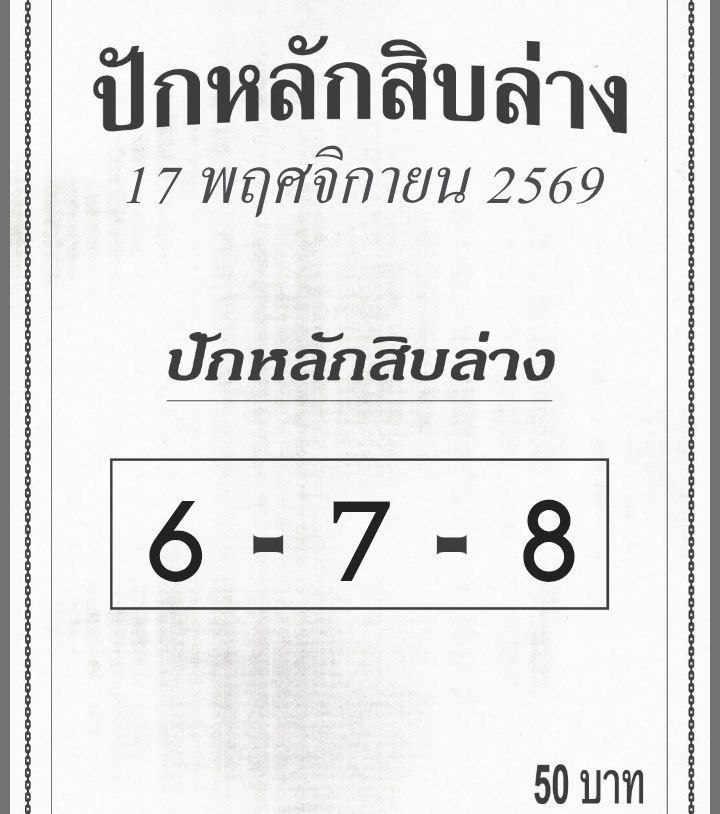 ปักหลักสิบล่าง
17 พฤศจิกายน 2569
ปักหลักสิบล่าง
6 - 7 - 8
50 บาท